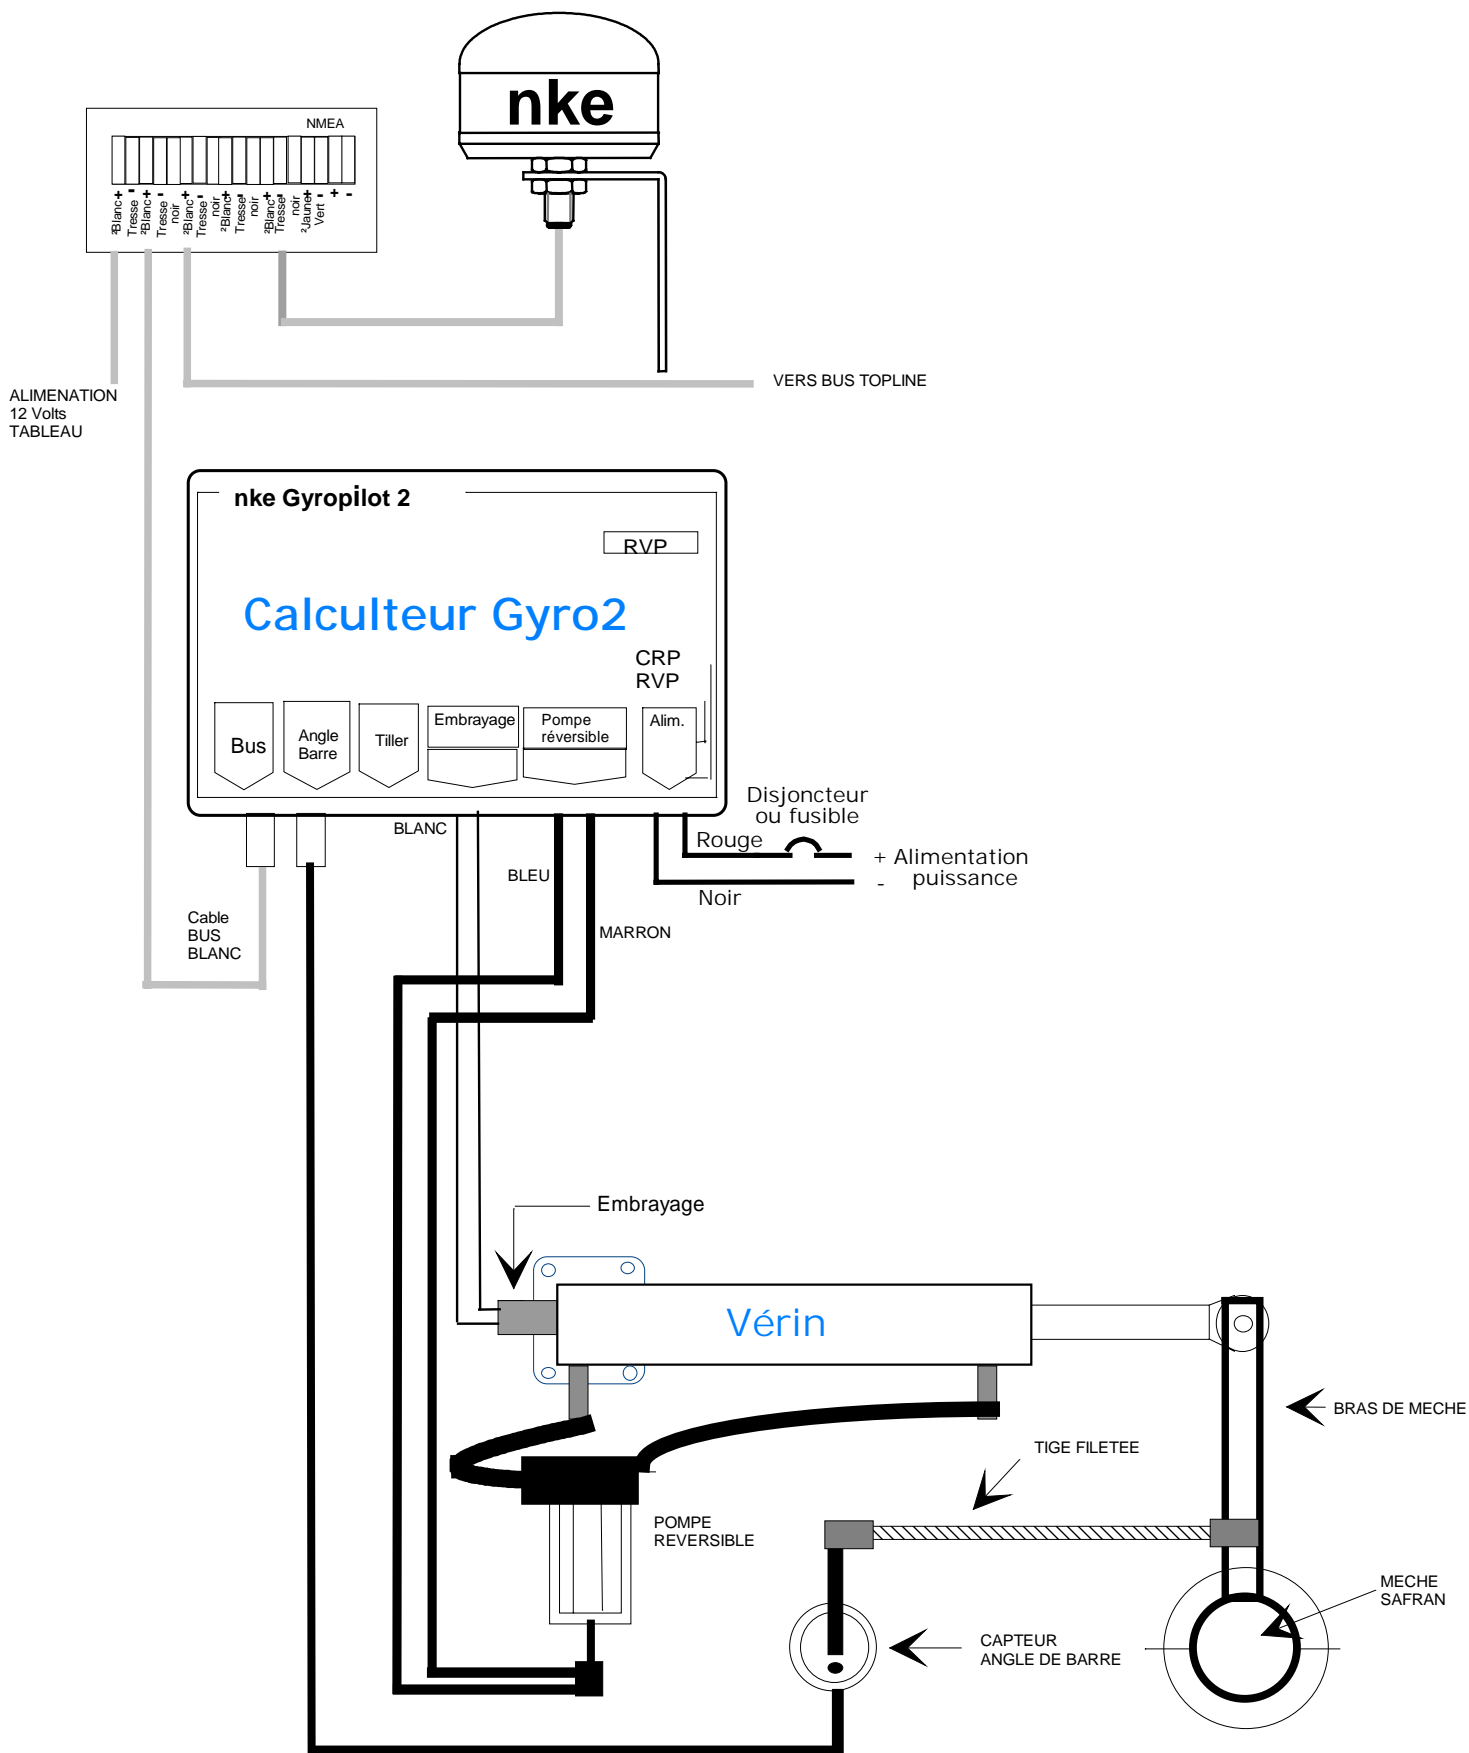 nke
NMEA
²Blanc+
Tresse -
²Blanc+
Tresse -
noir
²Blanc+
Tresse -
noir
²Blanc+
Tresse -
noir
²Blanc+
Tresse -
noir
²Jaune+
Vert -
+
-
ALIMENATION
12 Volts
TABLEAU
VERS BUS TOPLINE
nke Gyropilot 2
RVP
Calculteur Gyro2
CRP
RVP
Bus
Angle
Barre
Tiller
Embrayage
Pompe
réversible
Alim.
BLANC
BLEU
MARRON
Disjoncteur
ou fusible
Rouge
+ Alimentation
puissance
-
Noir
Cable
BUS
BLANC
Embrayage
Vérin
BRAS DE MECHE
TIGE FILETEE
POMPE
REVERSIBLE
MECHE
SAFRAN
CAPTEUR
ANGLE DE BARRE